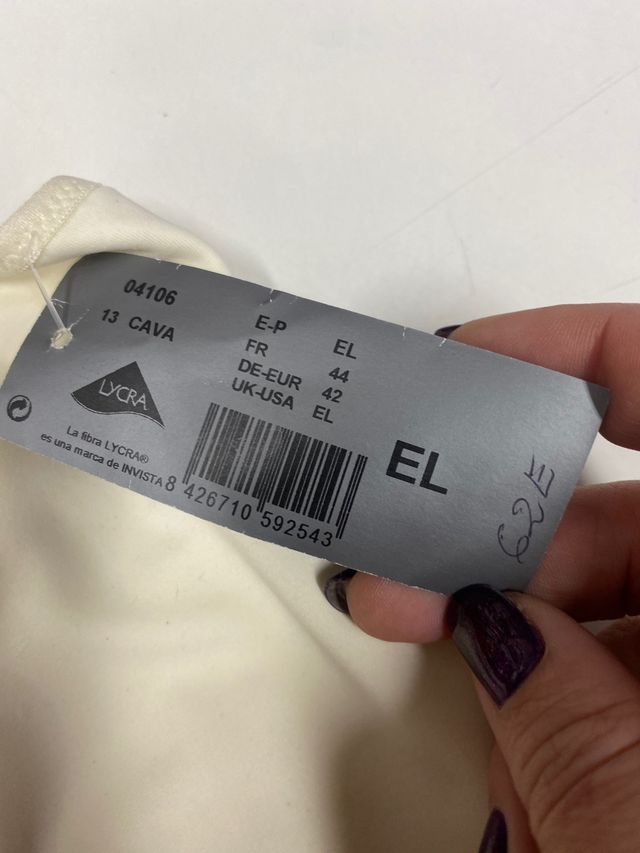 04106
13 CAVA
E-P EL
FR 44
DE-EUR 42
UK-USA EL
LYCRA
La fibra LYCRA®
es una marca de INVISTA
8 426710 592543
EL
62E